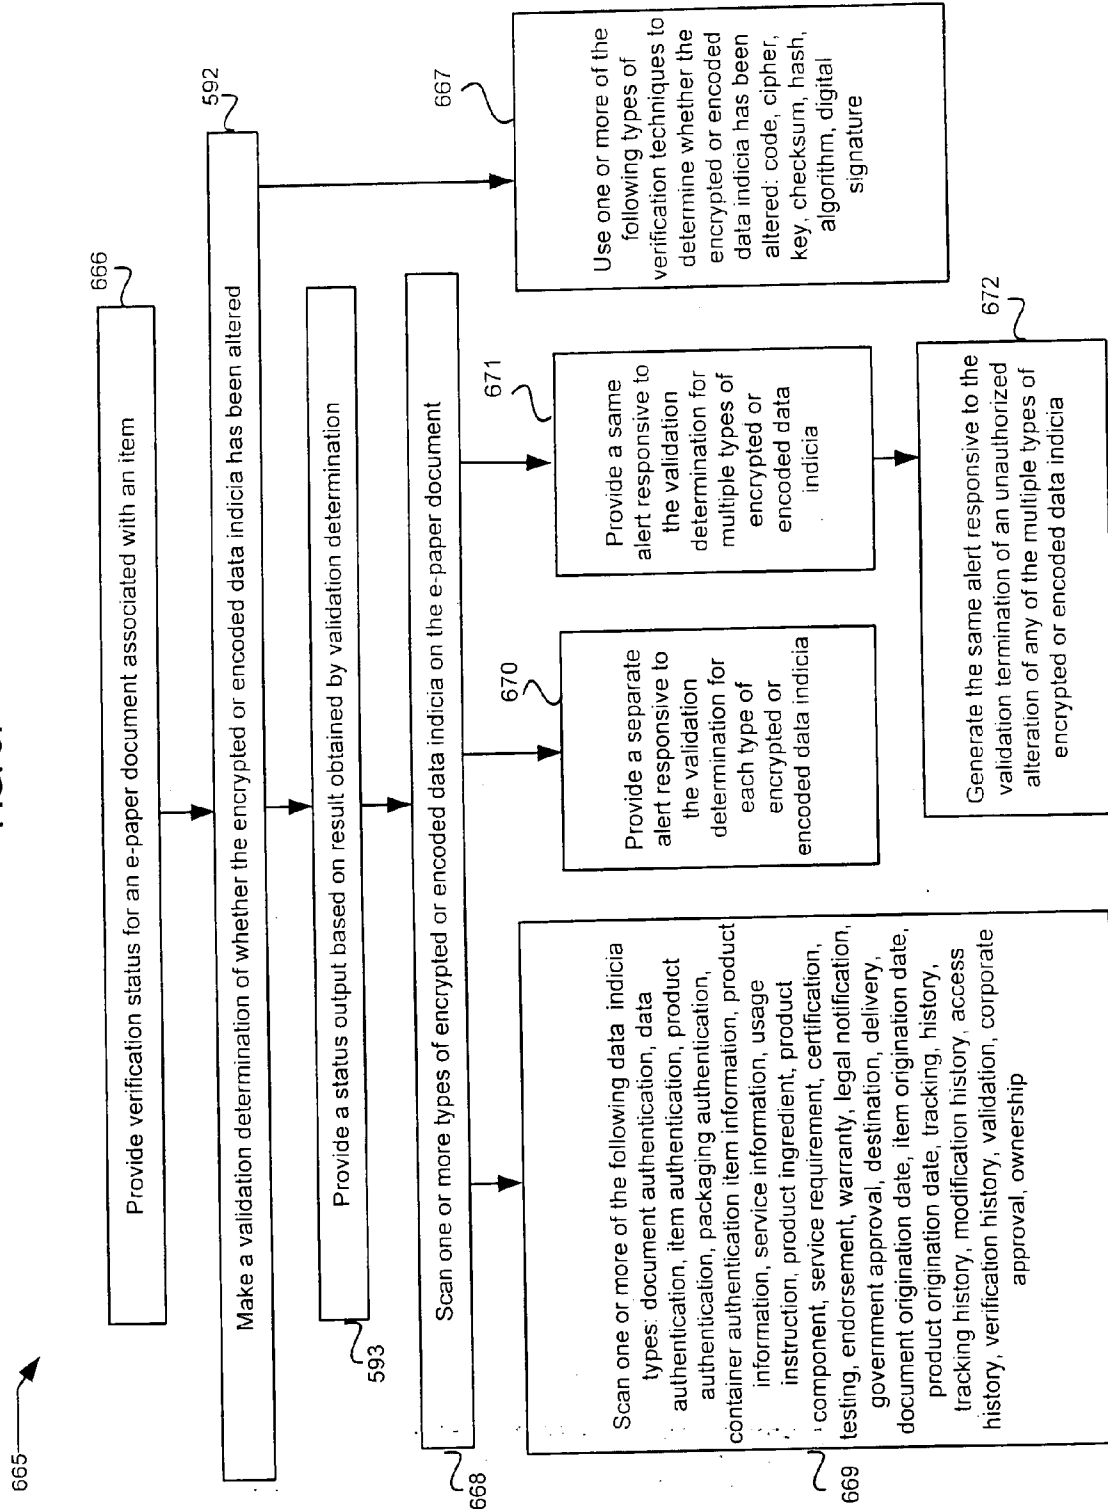 665
666
Provide verification status for an e-paper document associated with an item
592
Make a validation determination of whether the encrypted or encoded data indicia has been altered
593
Provide a status output based on result obtained by validation determination
668
Scan one or more types of encrypted or encoded data indicia on the e-paper document
669
Scan one or more of the following data indicia
types: document authentication, data
authentication, item authentication, product
authentication, packaging authentication,
container authentication item information, product
information, service information, usage
instruction, product ingredient, product
component, service requirement, certification,
testing, endorsement, warranty, legal notification,
government approval, destination, delivery,
document origination date, item origination date,
product origination date, tracking, history,
tracking history, modification history, access
history, verification history, validation, corporate
approval, ownership
670
Provide a separate
alert responsive to
the validation
determination for
each type of
encrypted or
encoded data indicia
671
Provide a same
alert responsive to
the validation
determination for
multiple types of
encrypted or
encoded data
indicia
667
Use one or more of the
following types of
verification techniques to
determine whether the
encrypted or encoded
data indicia has been
altered: code, cipher,
key, checksum, hash,
algorithm, digital
signature
672
Generate the same alert responsive to the
validation termination of an unauthorized
alteration of any of the multiple types of
encrypted or encoded data indicia